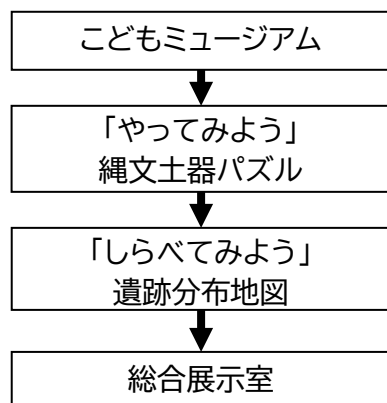 こどもミュージアム
「やってみよう」
縄文土器パズル
「しらべてみよう」
遺跡分布地図
総合展示室